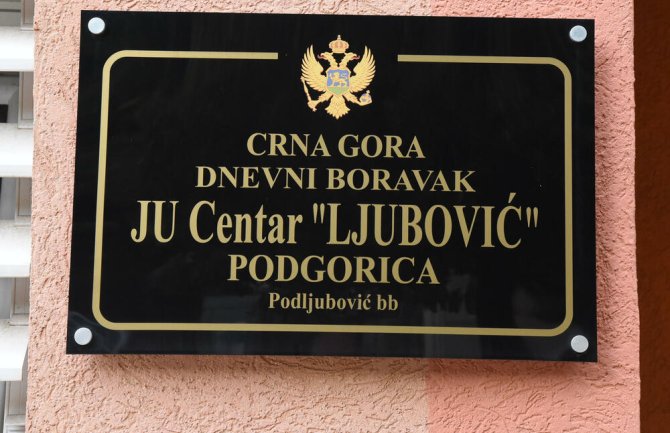 CRNA GORA
DNEVNI BORAVAK
JU Centar "LJUBOVIĆ"
PODGORICA
Podljubović bb